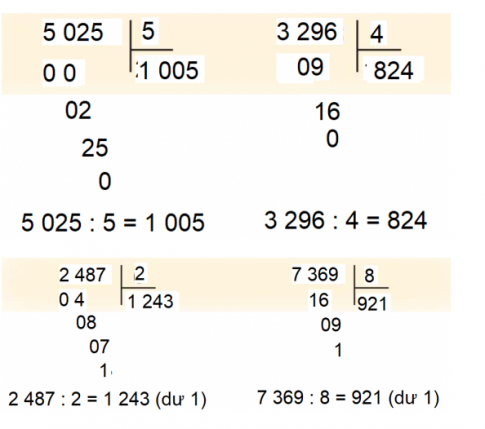 5 025 5
0 0 1 005
02
25
0
5 025 : 5 = 1 005
3 296 4
09 824
16
0
3 296 : 4 = 824
2 487 2
0 4 1 243
08
07
1
2 487 : 2 = 1 243 (dư 1)
7 369 8
16 921
09
1
7 369 : 8 = 921 (dư 1)